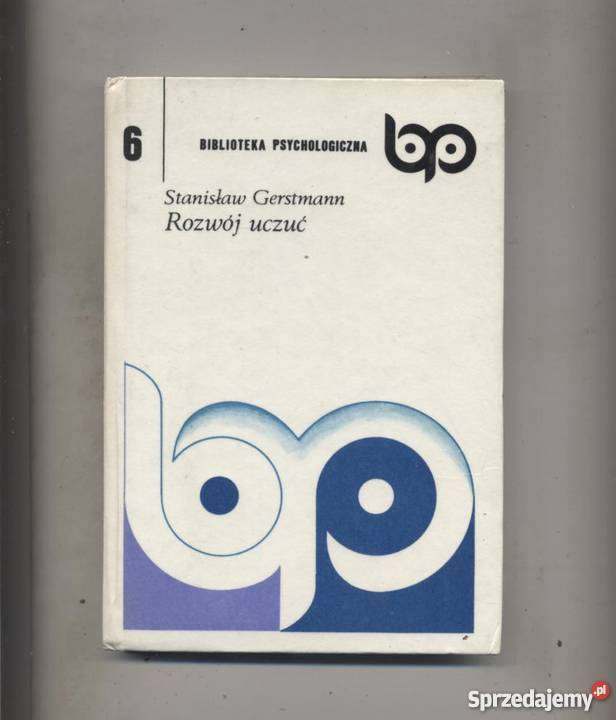 6
BIBLIOTEKA PSYCHOLOGICZNA
bp
Stanisław Gerstmann
Rozwój uczuć
bp
Sprzedajemy.pl